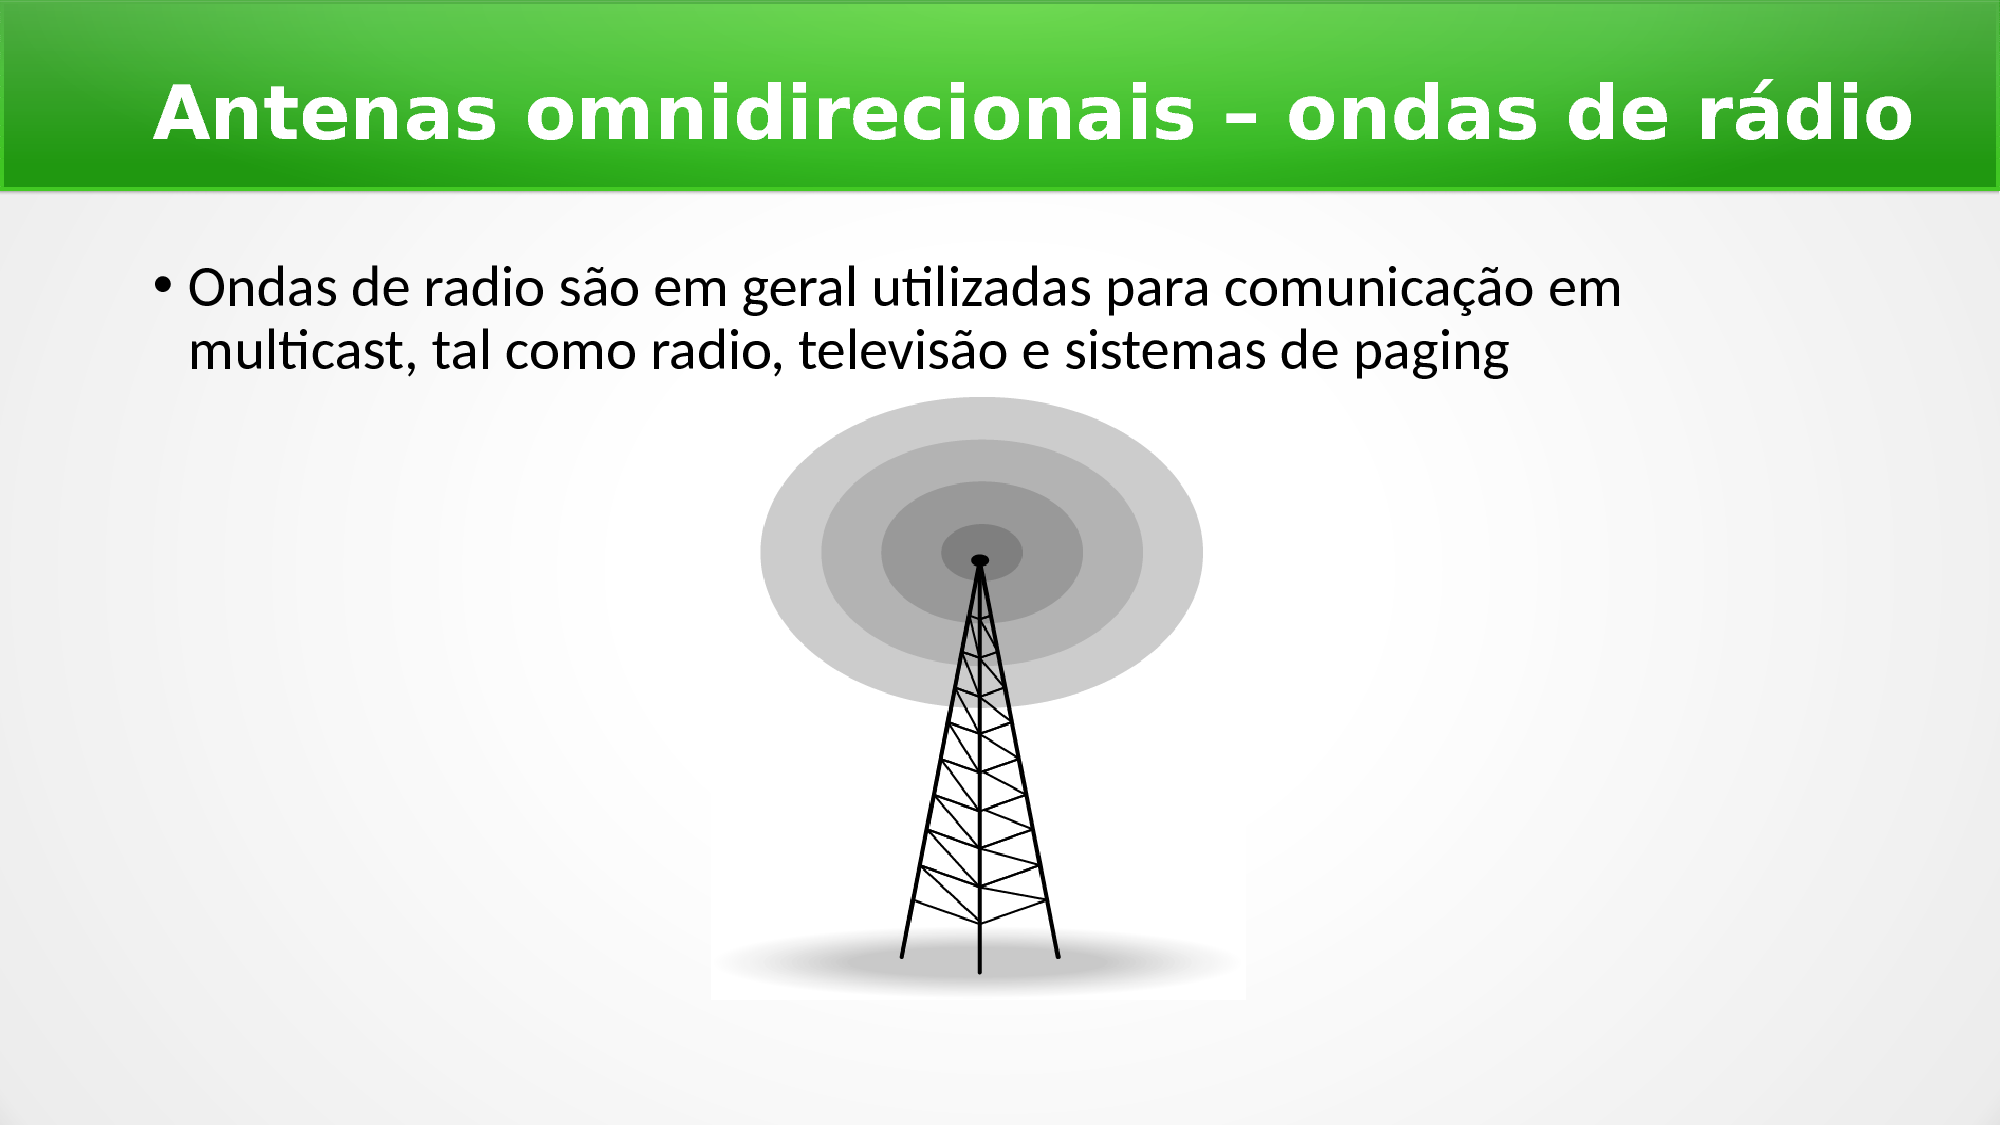 Antenas omnidirecionais – ondas de rádio
• Ondas de radio são em geral utilizadas para comunicação em
multicast, tal como radio, televisão e sistemas de paging